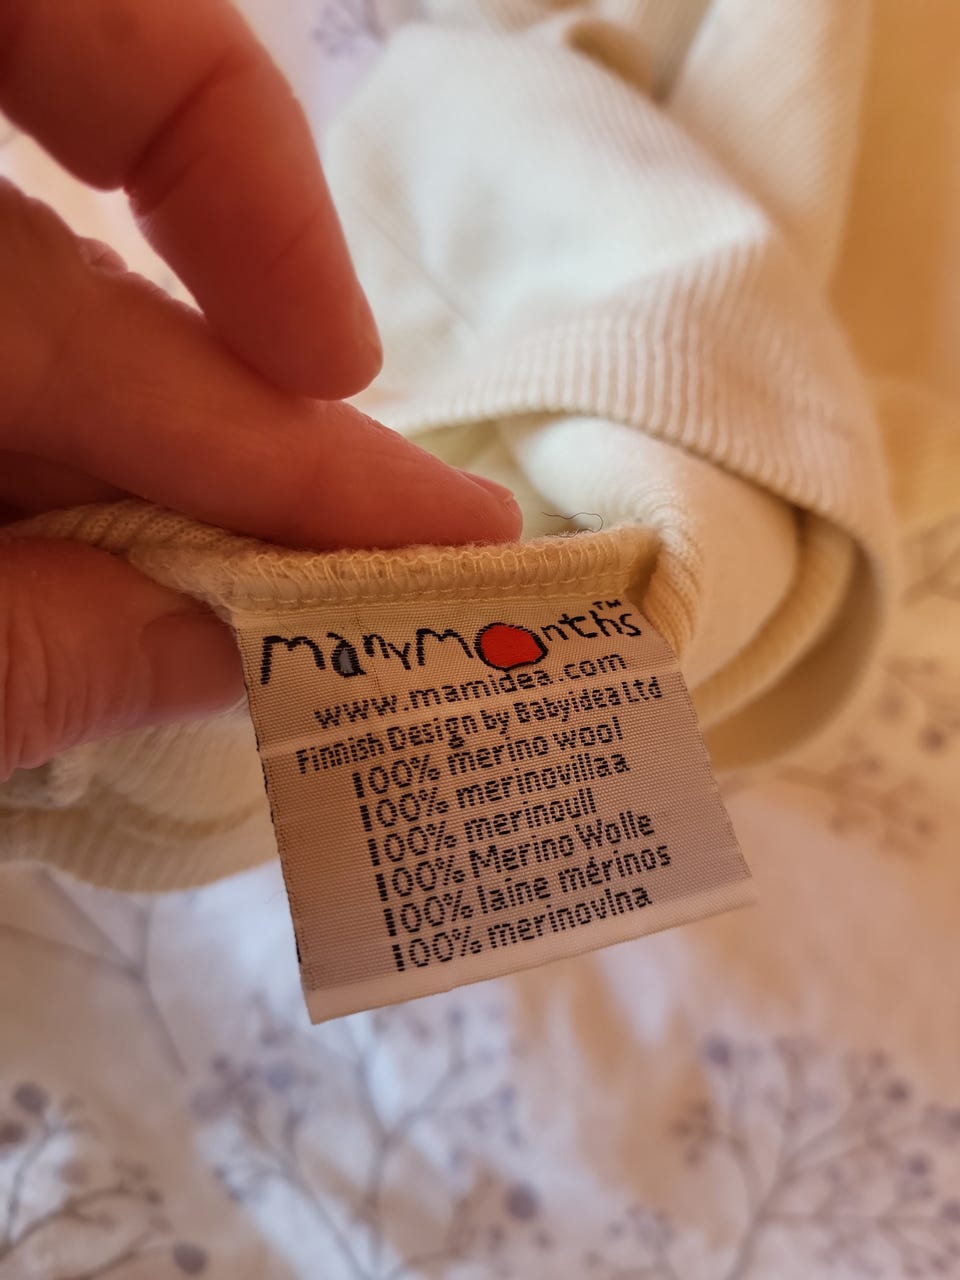 manymonths™
www.mamidea.com
Finnish Design by Babyidea Ltd
100% merino wool
100% merinovillaa
100% merinoull
100% Merino Wolle
100% laine mérinos
100% merinovlna